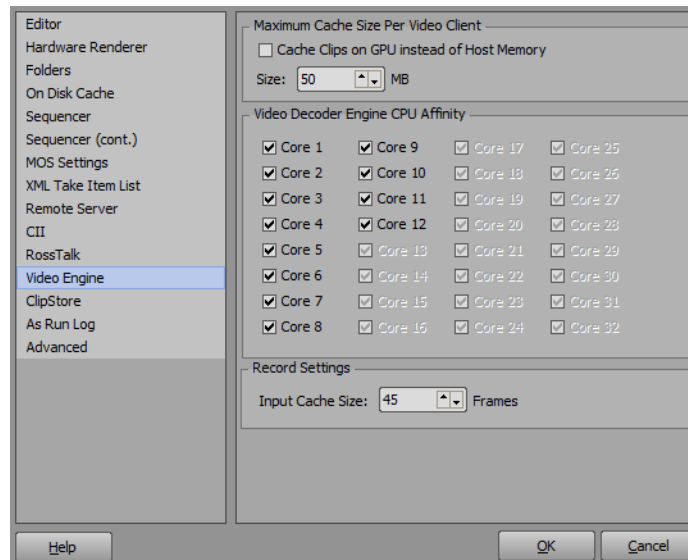 Editor
Hardware Renderer
Folders
On Disk Cache
Sequencer
Sequencer (cont.)
MOS Settings
XML Take Item List
Remote Server
CII
RossTalk
Video Engine
ClipStore
As Run Log
Advanced
Maximum Cache Size Per Video Client
Cache Clips on GPU instead of Host Memory
Size: 50 MB
Video Decoder Engine CPU Affinity
Core 1 Core 9 Core 17 Core 25
Core 2 Core 10 Core 18 Core 26
Core 3 Core 11 Core 19 Core 27
Core 4 Core 12 Core 20 Core 28
Core 5 Core 13 Core 21 Core 29
Core 6 Core 14 Core 22 Core 30
Core 7 Core 15 Core 23 Core 31
Core 8 Core 16 Core 24 Core 32
Record Settings
Input Cache Size: 45 Frames
Help OK Cancel